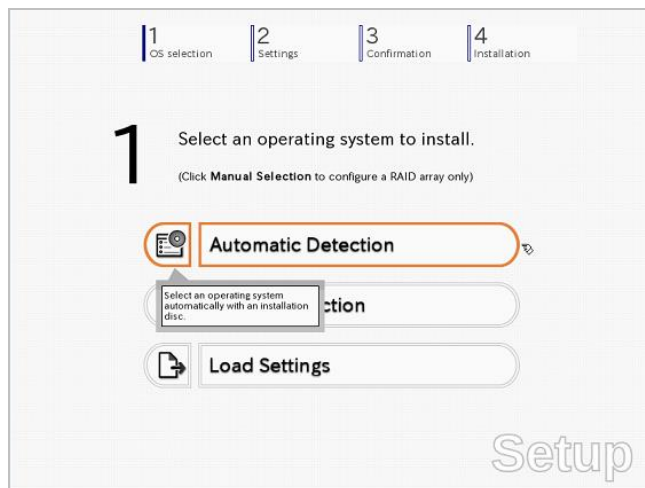 1
OS selection
2
Settings
3
Confirmation
4
Installation
1
Select an operating system to install.
(Click Manual Selection to configure a RAID array only)
Automatic Detection
Select an operating system
automatically with an installation
disc.
Load Settings
Setup